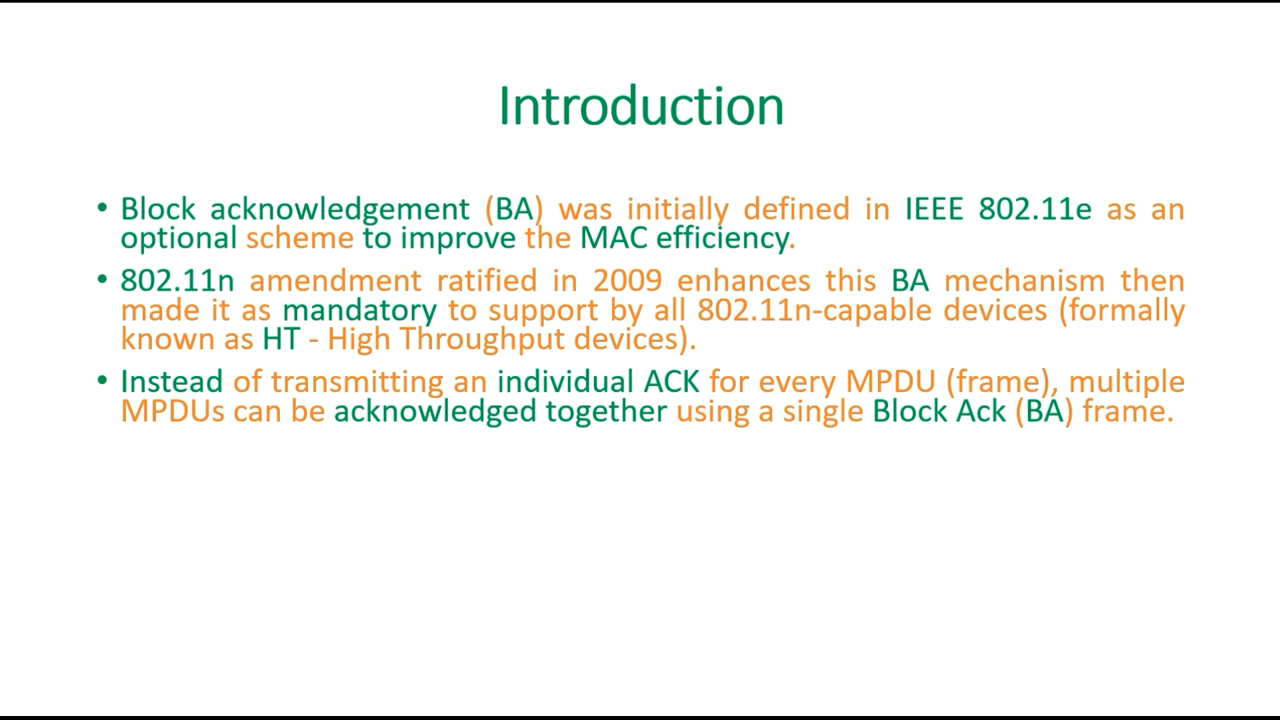 Introduction
• Block acknowledgement (BA) was initially defined in IEEE 802.11e as an
optional scheme to improve the MAC efficiency.
• 802.11n amendment ratified in 2009 enhances this BA mechanism then
made it as mandatory to support by all 802.11n-capable devices (formally
known as HT - High Throughput devices).
• Instead of transmitting an individual ACK for every MPDU (frame), multiple
MPDUs can be acknowledged together using a single Block Ack (BA) frame.